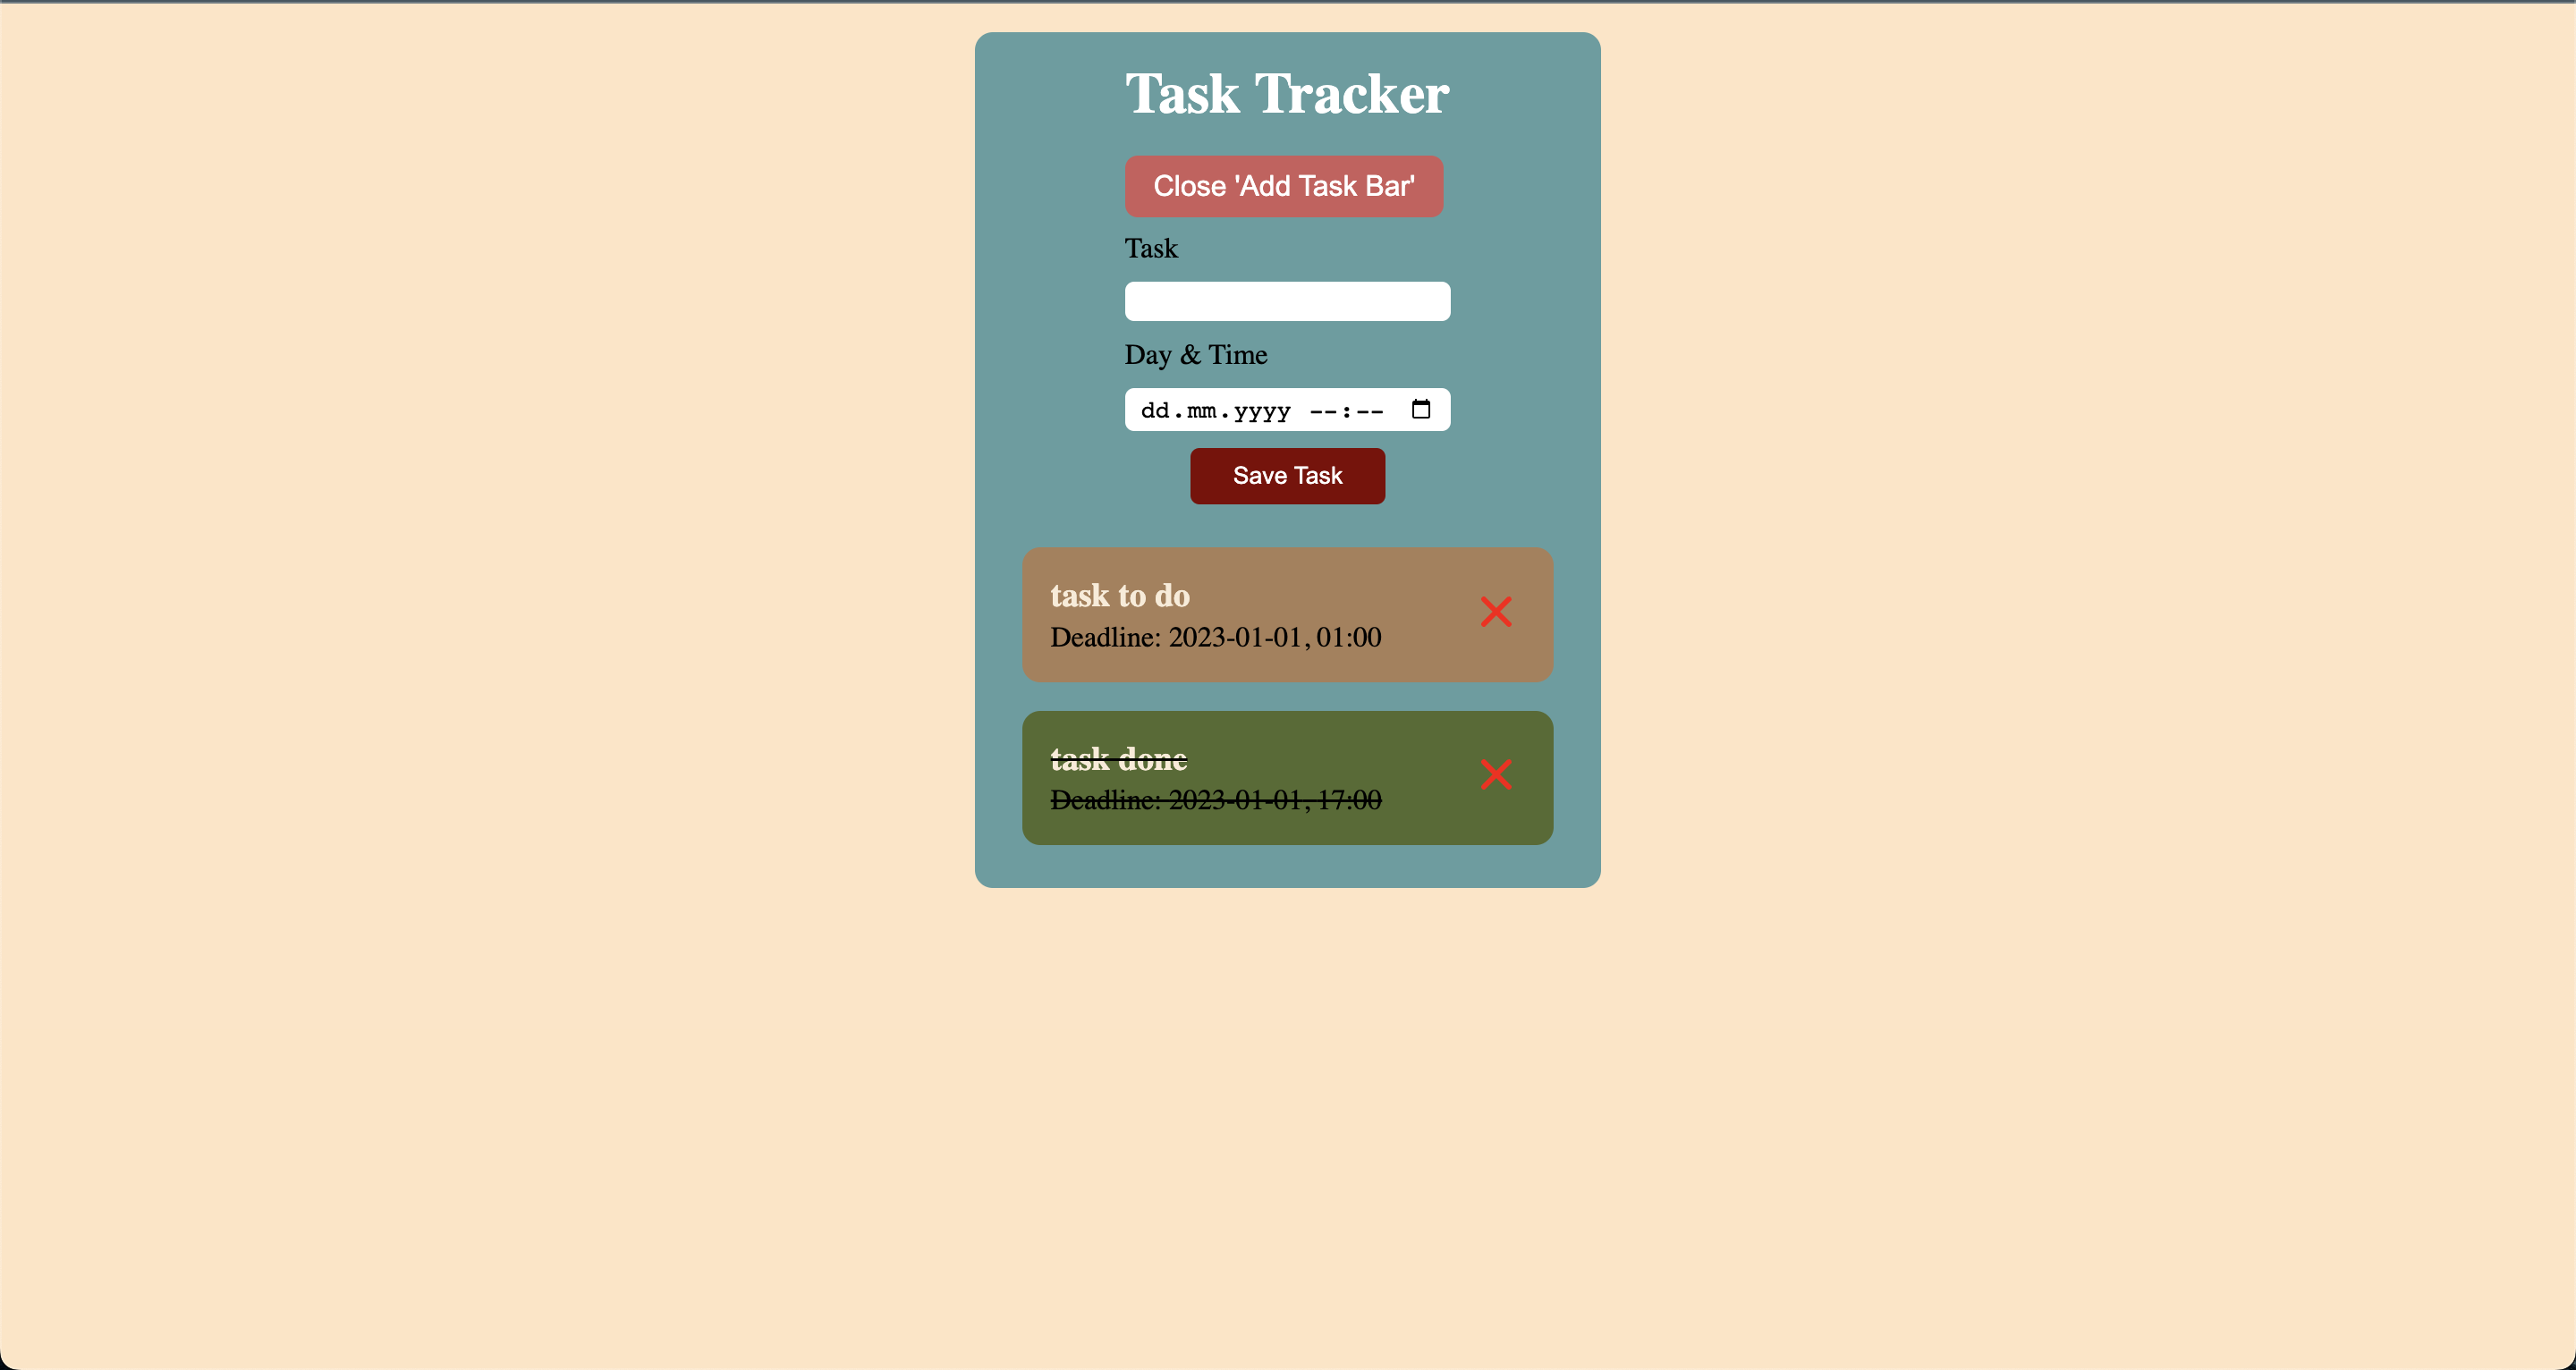 Task Tracker
Close 'Add Task Bar'
Task
Day & Time
dd.mm.yyyy --:--
Save Task
task to do
Deadline: 2023-01-01, 01:00
task done
Deadline: 2023-01-01, 17:00